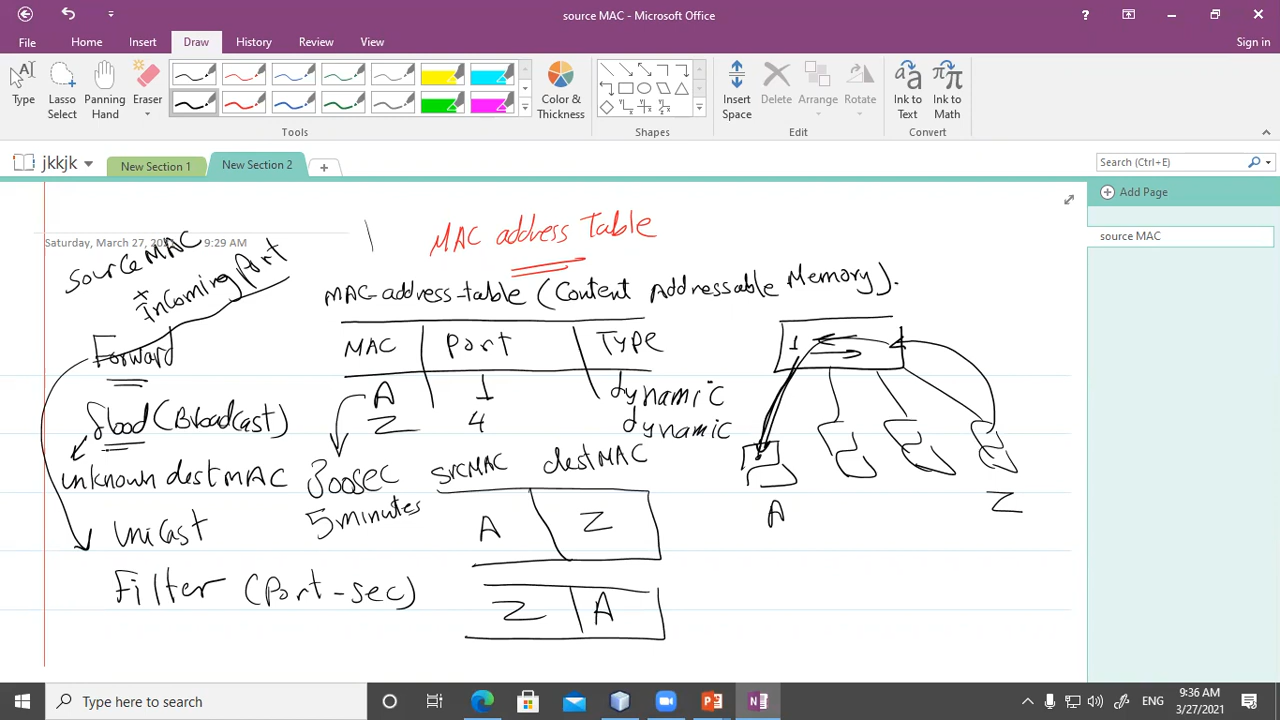 source MAC - Microsoft Office
Sign in
File
Home
Insert
Draw
History
Review
View
Type
Lasso Select
Panning Hand
Eraser
Color & Thickness
Insert Space
Delete
Arrange
Rotate
Ink to Text
Ink to Math
Tools
Shapes
Edit
Convert
jkkjk
New Section 1
New Section 2
Search (Ctrl+E)
Add Page
source MAC
Saturday, March 27, 9:29 AM
MAC address Table
source MAC
+
Incoming port
MAC-address-table (Content Addressable Memory).
MAC Port Type
A 1 dynamic
Z 4 dynamic
Forward
flood (Broadcast)
unknown dest MAC
Unicast
Filter (Port-sec)
300sec
5 minutes
srcMAC destMAC
A Z
Z A
1
A
Z
Type here to search
ENG
9:36 AM
3/27/2021